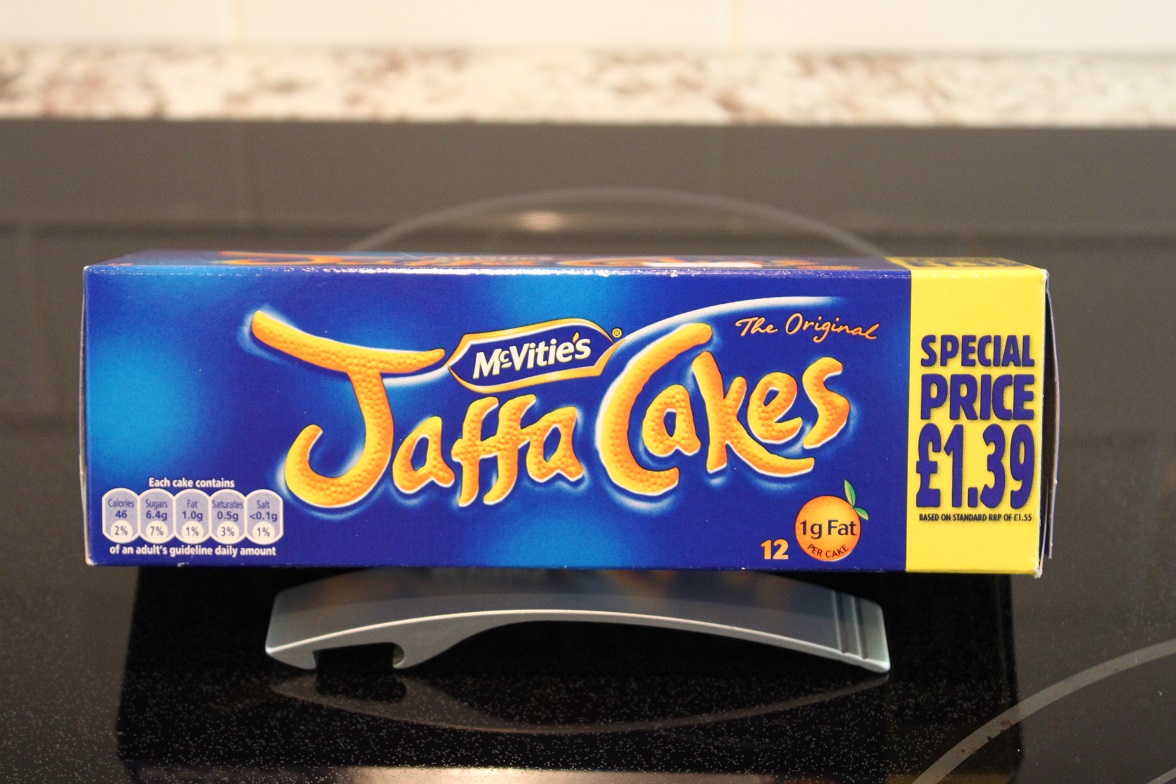 McVitie's®
The Original
Jaffa Cakes
SPECIAL
PRICE
£1.39
BASED ON STANDARD RRP OF £1.55
Each cake contains
Calories Sugars Fat Saturates Salt
46 6.4g 1.0g 0.5g <0.1g
2% 7% 1% 3% 1%
of an adult's guideline daily amount
12
1g Fat
PER CAKE